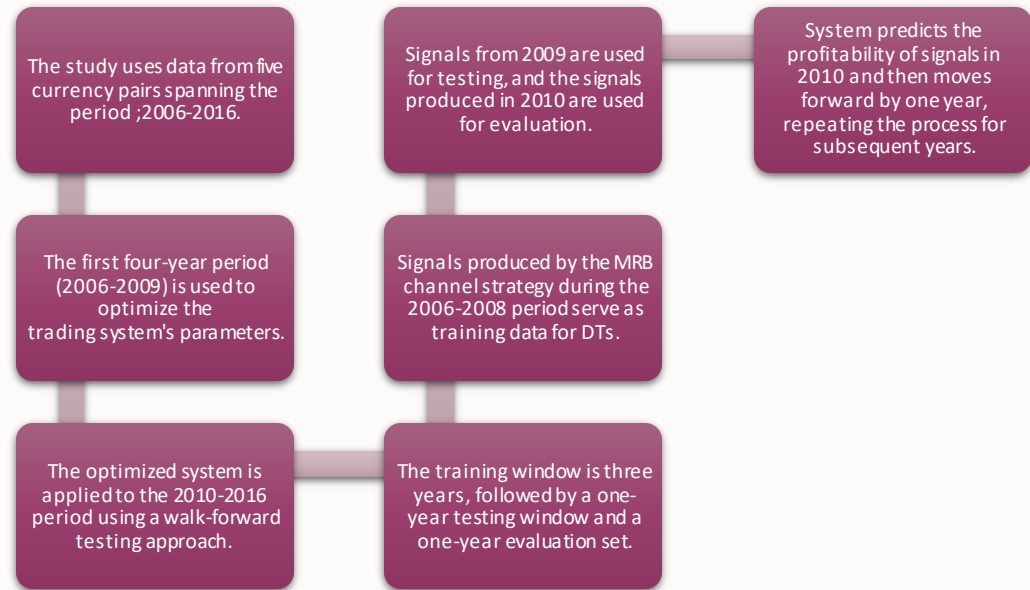 The study uses data from five
currency pairs spanning the
period ;2006-2016.
The first four-year period
(2006-2009) is used to
optimize the
trading system's parameters.
The optimized system is
applied to the 2010-2016
period using a walk-forward
testing approach.
The training window is three
years, followed by a one-
year testing window and a
one-year evaluation set.
Signals produced by the MRB
channel strategy during the
2006-2008 period serve as
training data for DTs.
Signals from 2009 are used
for testing, and the signals
produced in 2010 are used
for evaluation.
System predicts the
profitability of signals in
2010 and then moves
forward by one year,
repeating the process for
subsequent years.